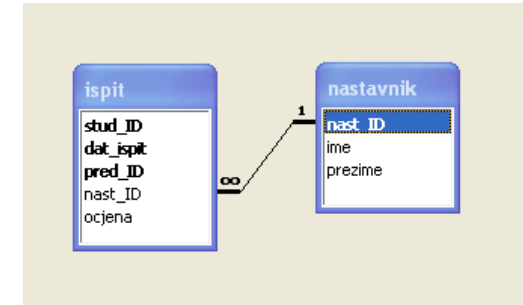 ispit
stud_ID
dat_ispit
pred_ID
nast_ID
ocjena
∞
1
nastavnik
nast_ID
ime
prezime